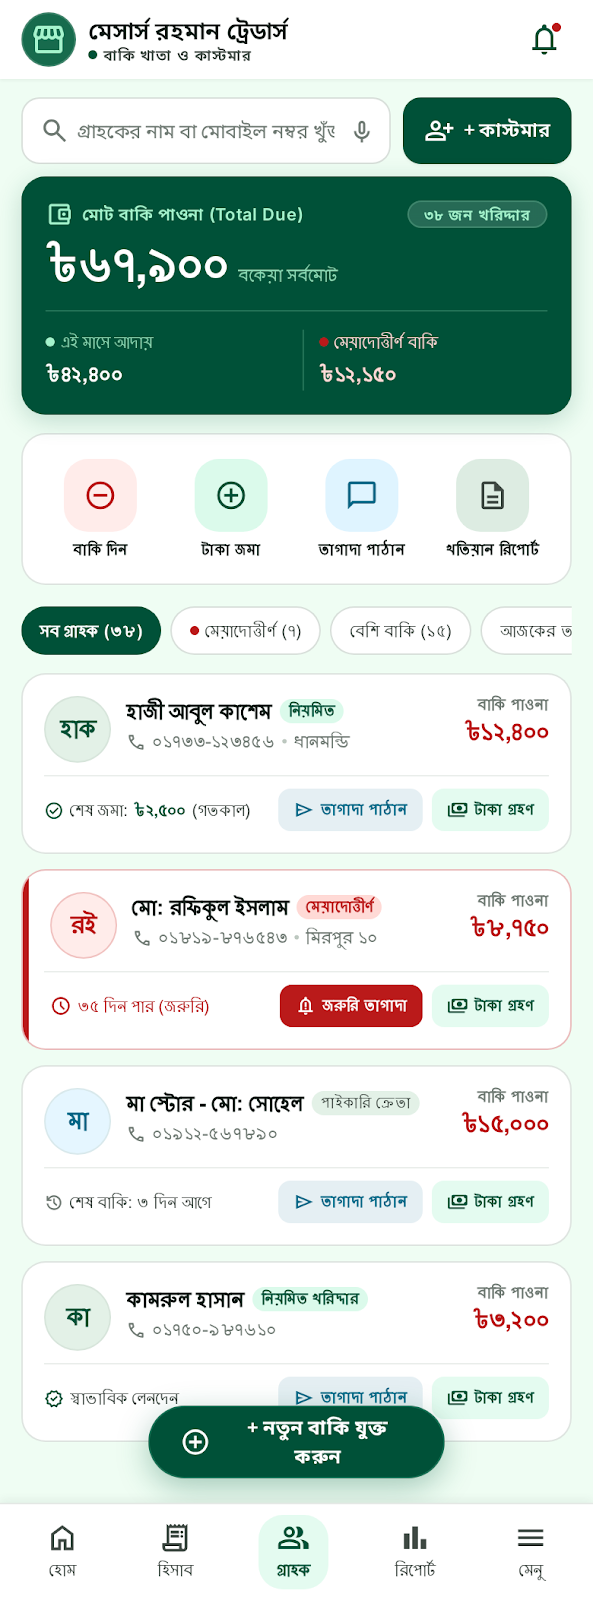 মেসার্স রহমান ট্রেডার্স
বাকি খাতা ও কাস্টমার
গ্রাহকের নাম বা মোবাইল নম্বর
+ কাস্টমার
মোট বাকি পাওনা (Total Due)
৩৮ জন খরিদ্দার
৳৬৭,৯০০ বকেয়া সর্বমোট
এই মাসে আদায়
৳৪২,৪০০
মেয়াদোত্তীর্ণ বাকি
৳১২,১৫০
বাকি দিন
টাকা জমা
তাগাদা পাঠান
খতিয়ান রিপোর্ট
সব গ্রাহক (৩৮)
মেয়াদোত্তীর্ণ (৭)
বেশি বাকি (১৫)
আজকের
হাক
হাজী আবুল কাশেম নিয়মিত
০১৭৩৩-১২৩৪৫৬ • ধানমন্ডি
বাকি পাওনা
৳১২,৪০০
শেষ জমা: ৳২,৫০০ (গতকাল)
তাগাদা পাঠান
টাকা গ্রহণ
রই
মো: রফিকুল ইসলাম মেয়াদোত্তীর্ণ
০১৮১৯-৮৭৬৫৪৩ • মিরপুর ১০
বাকি পাওনা
৳৮,৭৫০
৩৫ দিন পার (জরুরি)
জরুরি তাগাদা
টাকা গ্রহণ
মা
মা স্টোর - মো: সোহেল পাইকারি ক্রেতা
০১৯১২-৫৬৭৮৯০
বাকি পাওনা
৳১৫,০০০
শেষ বাকি: ৩ দিন আগে
তাগাদা পাঠান
টাকা গ্রহণ
কা
কামরুল হাসান নিয়মিত খরিদ্দার
০১৭৫০-৯৮৭৬১০
বাকি পাওনা
৳৩,২০০
স্বাভাবিক লেনদেন
তাগাদা পাঠান
টাকা গ্রহণ
+ নতুন বাকি যুক্ত
করুন
হোম
হিসাব
গ্রাহক
রিপোর্ট
মেনু